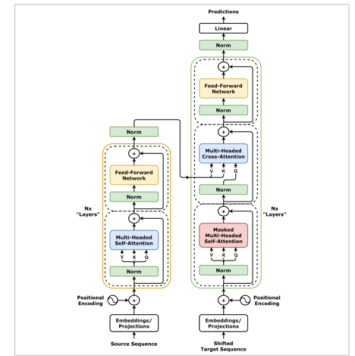 Predictions
Linear
Norm
Feed-Forward
Network
Norm
Norm
Multi-Headed
Cross-Attention
V K Q
Feed-Forward
Network
Norm
Norm
Nx
"Layers"
Nx
"Layers"
Multi-Headed
Self-Attention
V K Q
Masked
Multi-Headed
Self-Attention
V K Q
Norm
Norm
Positional
Encoding
Positional
Encoding
Embeddings/
Projections
Embeddings/
Projections
Source Sequence
Shifted
Target Sequence